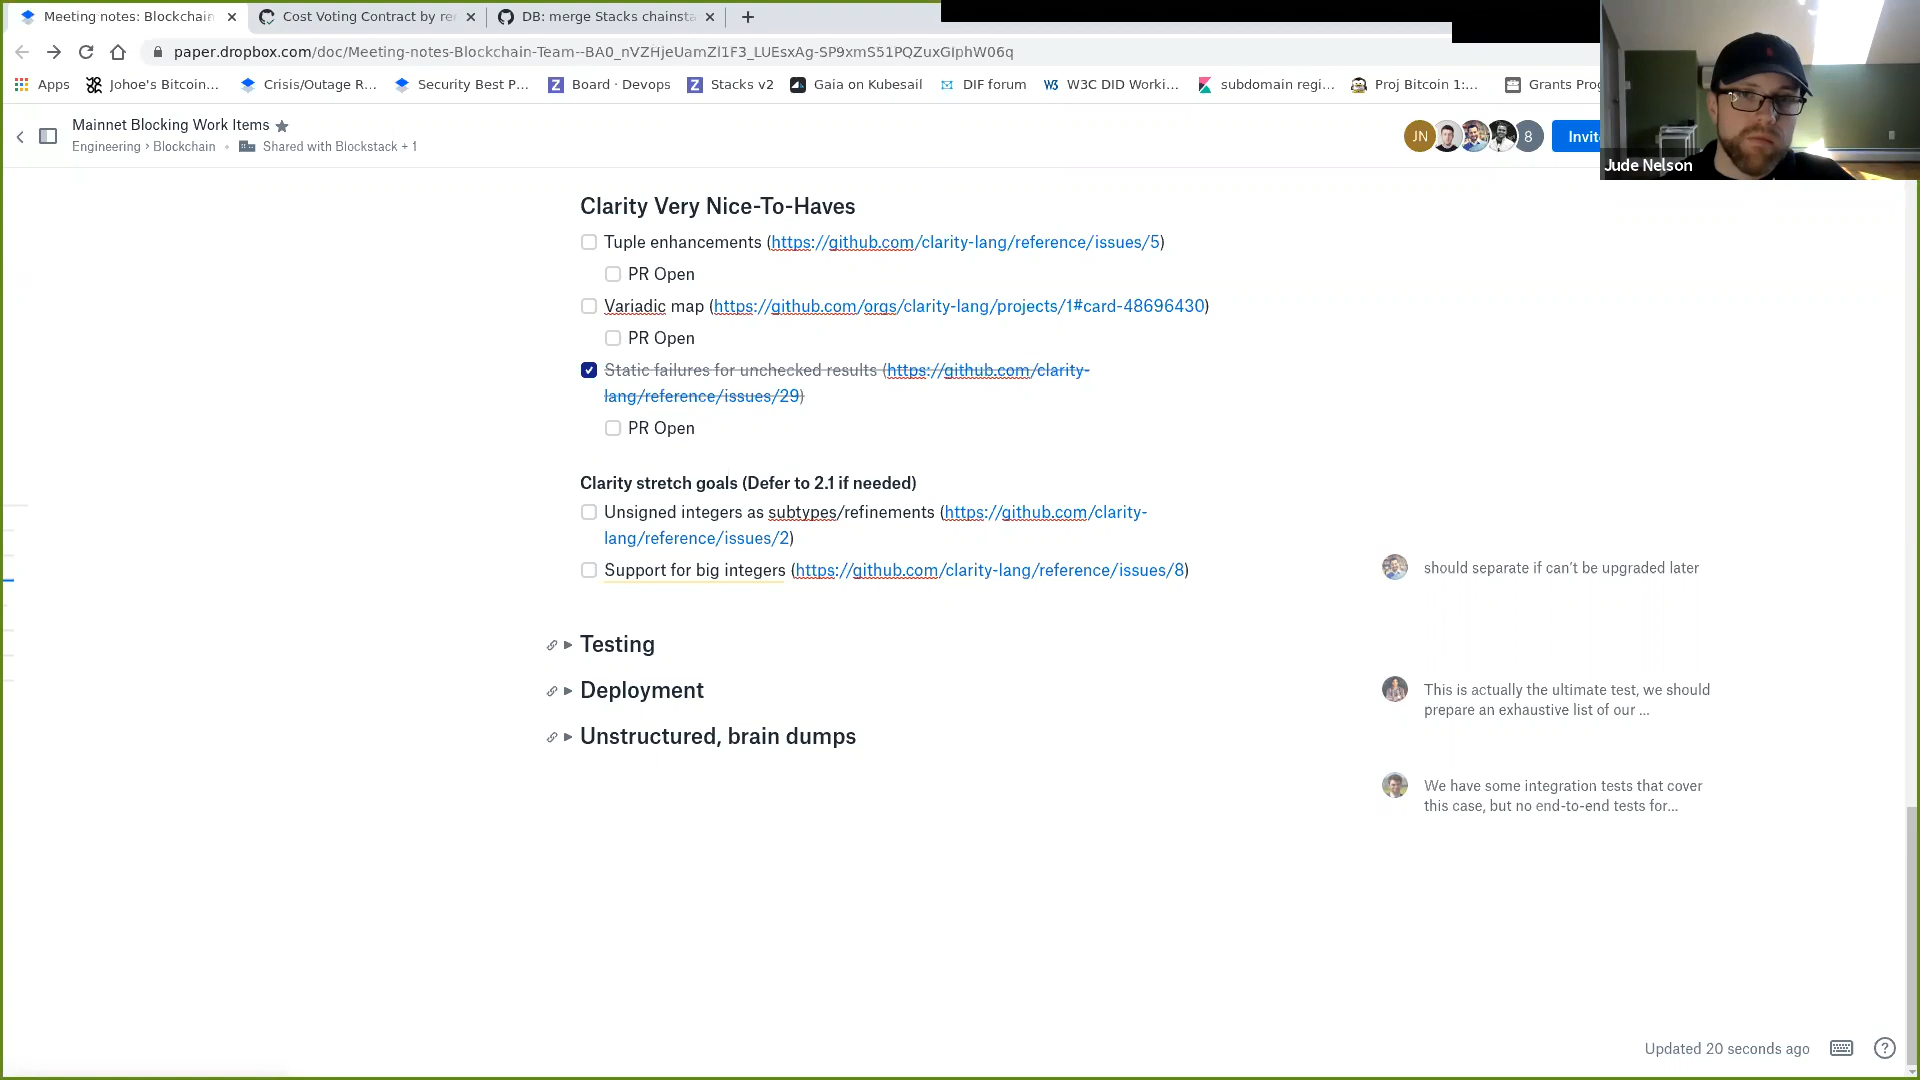 Meeting notes: Blockchain
Cost Voting Contract by re
DB: merge Stacks chainsta
paper.dropbox.com/doc/Meeting-notes-Blockchain-Team--BA0_nVZHjeUamZl1F3_LUEsxAg-SP9xmS51PQZuxGIphW06q
Apps
Johoe's Bitcoin...
Crisis/Outage R...
Security Best P...
Board · Devops
Stacks v2
Gaia on Kubesail
DIF forum
W3C DID Worki...
subdomain regi...
Proj Bitcoin 1:...
Grants Prog
Mainnet Blocking Work Items
Engineering › Blockchain • Shared with Blockstack + 1
JN
8
Invite
Jude Nelson
Clarity Very Nice-To-Haves
Tuple enhancements (https://github.com/clarity-lang/reference/issues/5)
PR Open
Variadic map (https://github.com/orgs/clarity-lang/projects/1#card-48696430)
PR Open
Static failures for unchecked results (https://github.com/clarity-
lang/reference/issues/29)
PR Open
Clarity stretch goals (Defer to 2.1 if needed)
Unsigned integers as subtypes/refinements (https://github.com/clarity-
lang/reference/issues/2)
Support for big integers (https://github.com/clarity-lang/reference/issues/8)
should separate if can't be upgraded later
Testing
Deployment
This is actually the ultimate test, we should
prepare an exhaustive list of our ...
Unstructured, brain dumps
We have some integration tests that cover
this case, but no end-to-end tests for...
Updated 20 seconds ago